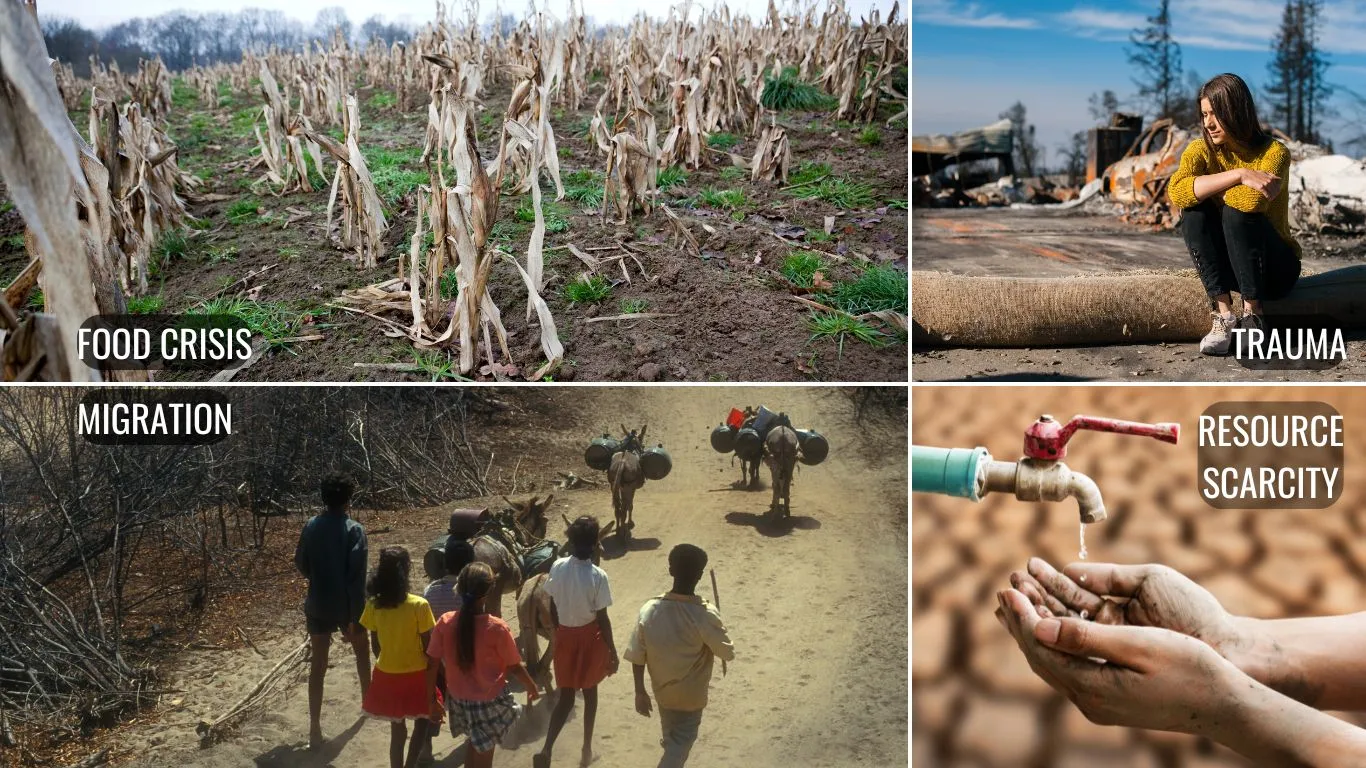 FOOD CRISIS
TRAUMA
MIGRATION
RESOURCE
SCARCITY